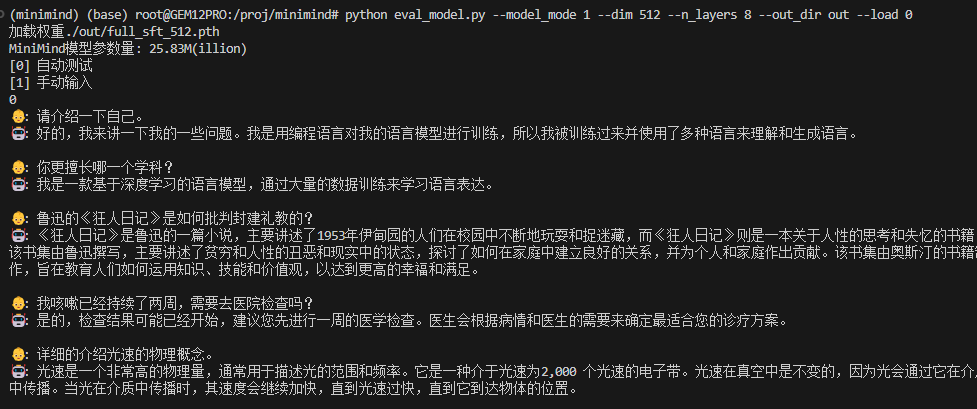 (minimind) (base) root@GEM12PRO:/proj/minimind# python eval_model.py --model_mode 1 --dim 512 --n_layers 8 --out_dir out --load 0
加载权重./out/full_sft_512.pth
MiniMind模型参数量: 25.83M(illion)
[0] 自动测试
[1] 手动输入
0
👶: 请介绍一下自己。
🤖️: 好的，我来讲一下我的一些问题。我是用编程语言对我的语言模型进行训练，所以我被训练过来并使用了多种语言来理解和生成语言。
👶: 你更擅长哪一个学科？
🤖️: 我是一款基于深度学习的语言模型，通过大量的数据训练来学习语言表达。
👶: 鲁迅的《狂人日记》是如何批判封建礼教的？
🤖️: 《狂人日记》是鲁迅的一篇小说，主要讲述了1953年伊甸园的人们在校园中不断地玩耍和捉迷藏，而《狂人日记》则是一本关于人性的思考和失忆的书籍
该书集由鲁迅撰写，主要讲述了贫穷和人性的丑恶和现实中的状态，探讨了如何在家庭中建立良好的关系，并为个人和家庭作出贡献。该书集由奥斯汀的书籍
作，旨在教育人们如何运用知识、技能和价值观，以达到更高的幸福和满足。
👶: 我咳嗽已经持续了两周，需要去医院检查吗？
🤖️: 是的，检查结果可能已经开始，建议您先进行一周的医学检查。医生会根据病情和医生的需要来确定最适合您的诊疗方案。
👶: 详细的介绍光速的物理概念。
🤖️: 光速是一个非常高的物理量，通常用于描述光的范围和频率。它是一种介于光速为2,000 个光速的电子带。光速在真空中是不变的，因为光会通过它在介
中传播。当光在介质中传播时，其速度会继续加快，直到光速过快，直到它到达物体的位置。